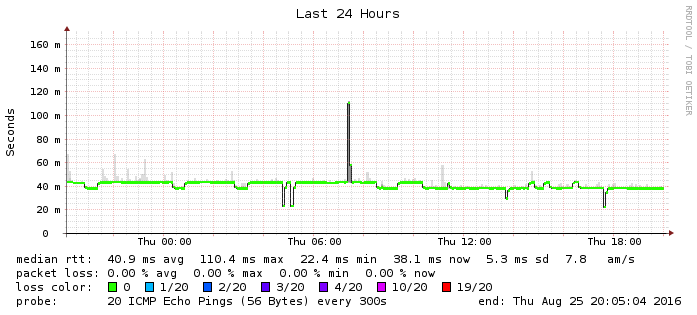 Last 24 Hours
RRDTOOL / TOBI OETIKER
Seconds
160 m
140 m
120 m
100 m
80 m
60 m
40 m
20 m
0
Thu 00:00 Thu 06:00 Thu 12:00 Thu 18:00
median rtt: 40.9 ms avg 110.4 ms max 22.4 ms min 38.1 ms now 5.3 ms sd 7.8 am/s
packet loss: 0.00 % avg 0.00 % max 0.00 % min 0.00 % now
loss color: 0 1/20 2/20 3/20 4/20 10/20 19/20
probe: 20 ICMP Echo Pings (56 Bytes) every 300s end: Thu Aug 25 20:05:04 2016